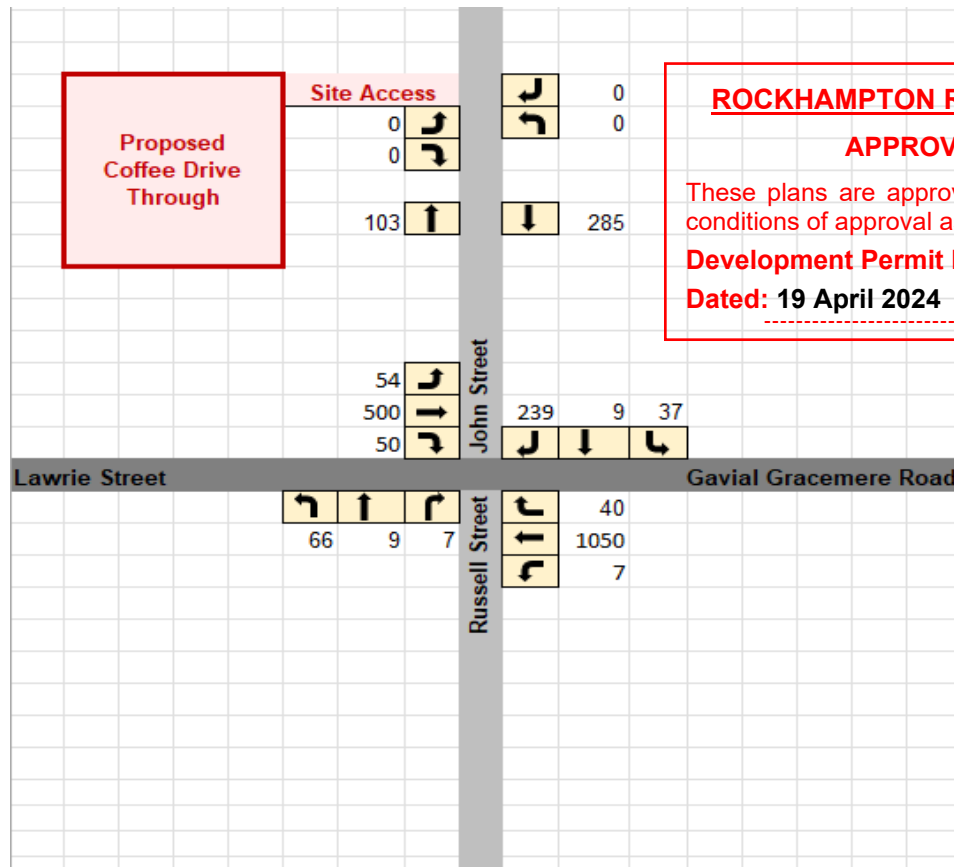 Site Access
0
0
103
0
0
285
Proposed
Coffee Drive
Through
ROCKHAMPTON R
APPROV
These plans are approv
conditions of approval a
Development Permit
Dated: 19 April 2024
John Street
54
500
50
239 9 37
Lawrie Street
Gavial Gracemere Road
66 9 7
Russell Street
40
1050
7